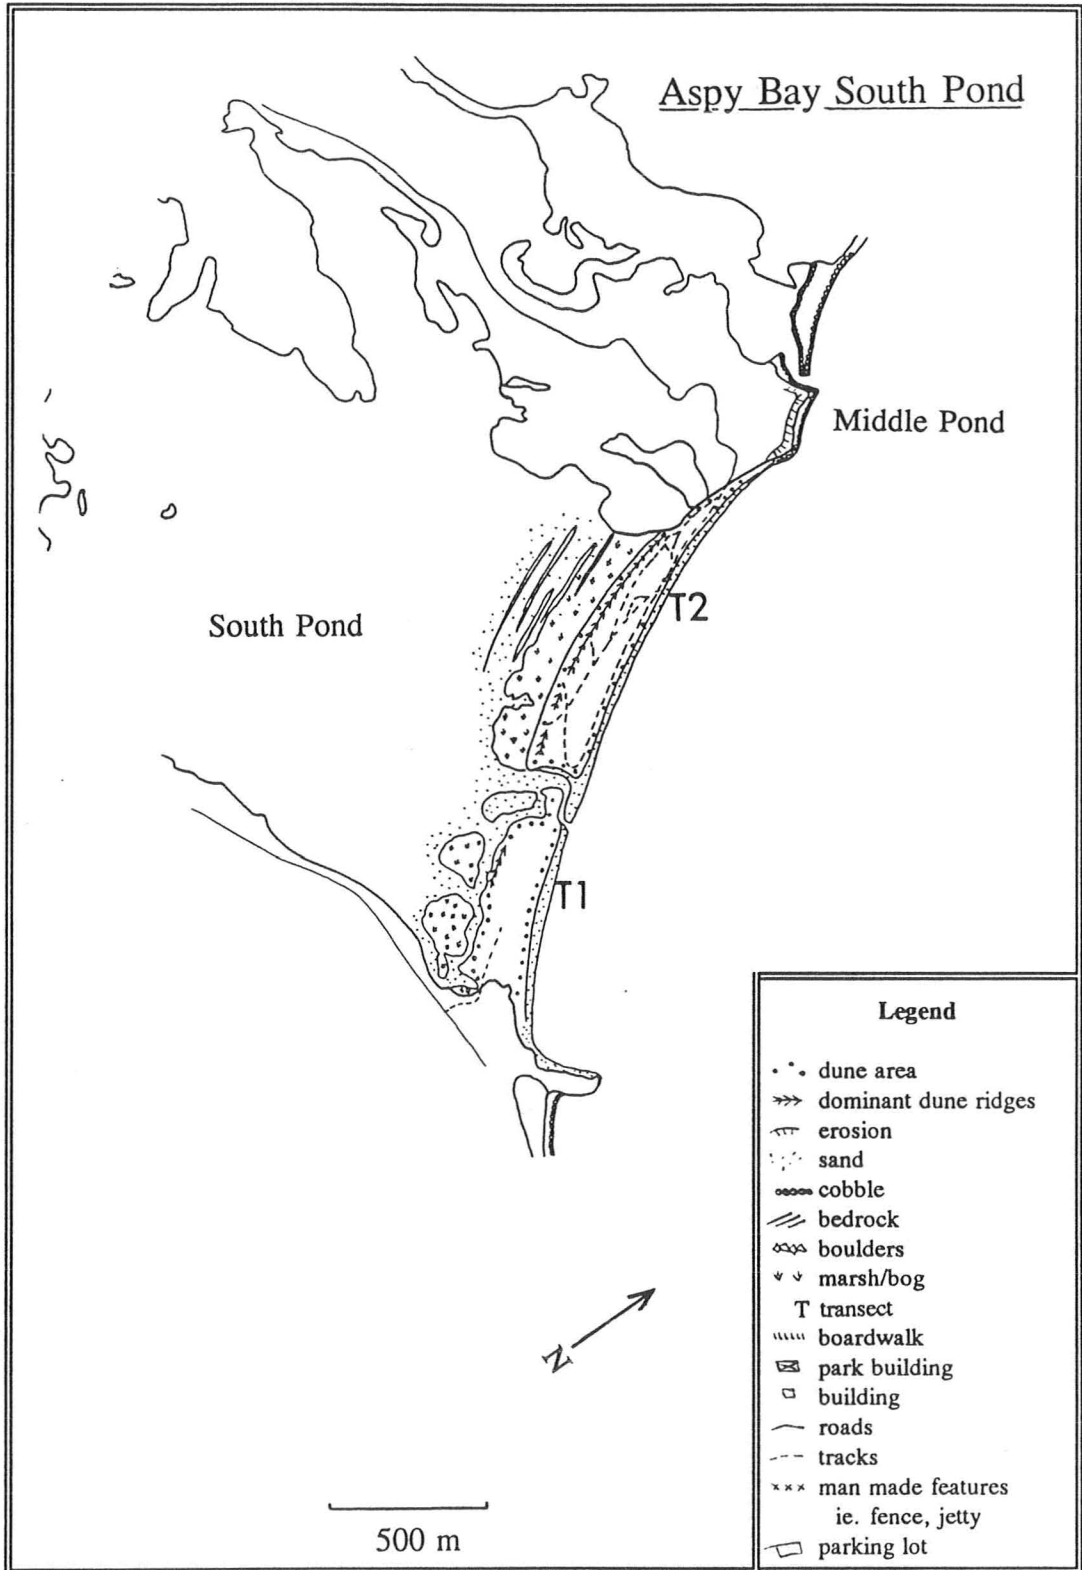 Aspy Bay South Pond
Middle Pond
South Pond
T2
T1
N
500 m
Legend
dune area
dominant dune ridges
erosion
sand
cobble
bedrock
boulders
marsh/bog
T transect
boardwalk
park building
building
roads
tracks
man made features
ie. fence, jetty
parking lot